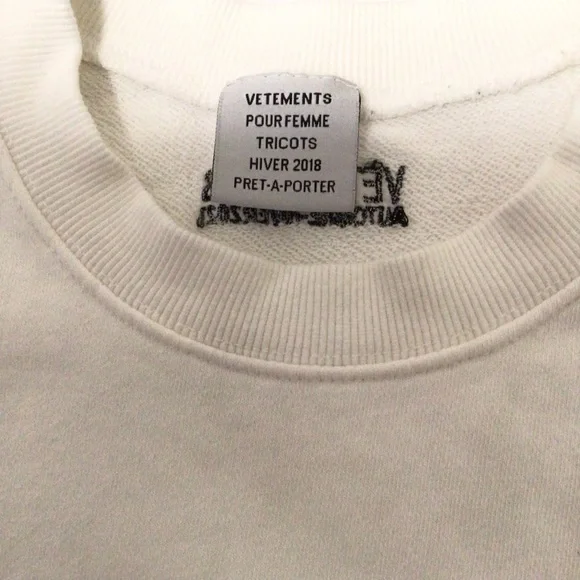 VETEMENTS
POUR FEMME
TRICOTS
HIVER 2018
PRET-A-PORTER